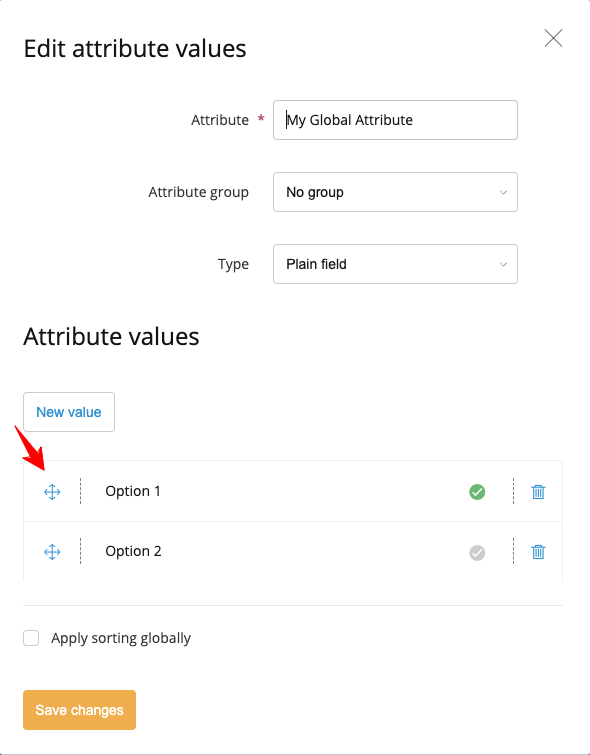 Edit attribute values
Attribute *
My Global Attribute
Attribute group
No group
Type
Plain field
Attribute values
New value
Option 1
Option 2
Apply sorting globally
Save changes